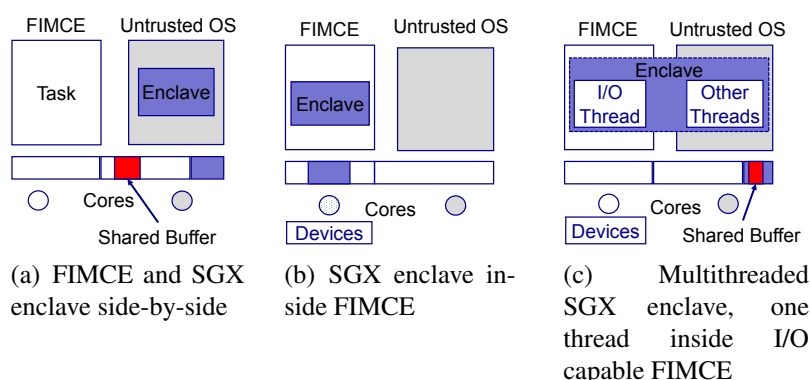 FIMCE Untrusted OS
Task
Enclave
Cores
Shared Buffer
(a) FIMCE and SGX
enclave side-by-side
FIMCE Untrusted OS
Enclave
Cores
Devices
(b) SGX enclave in-
side FIMCE
FIMCE Untrusted OS
Enclave
I/O
Thread
Other
Threads
Cores
Devices
Shared Buffer
(c) Multithreaded
SGX enclave, one
thread inside I/O
capable FIMCE